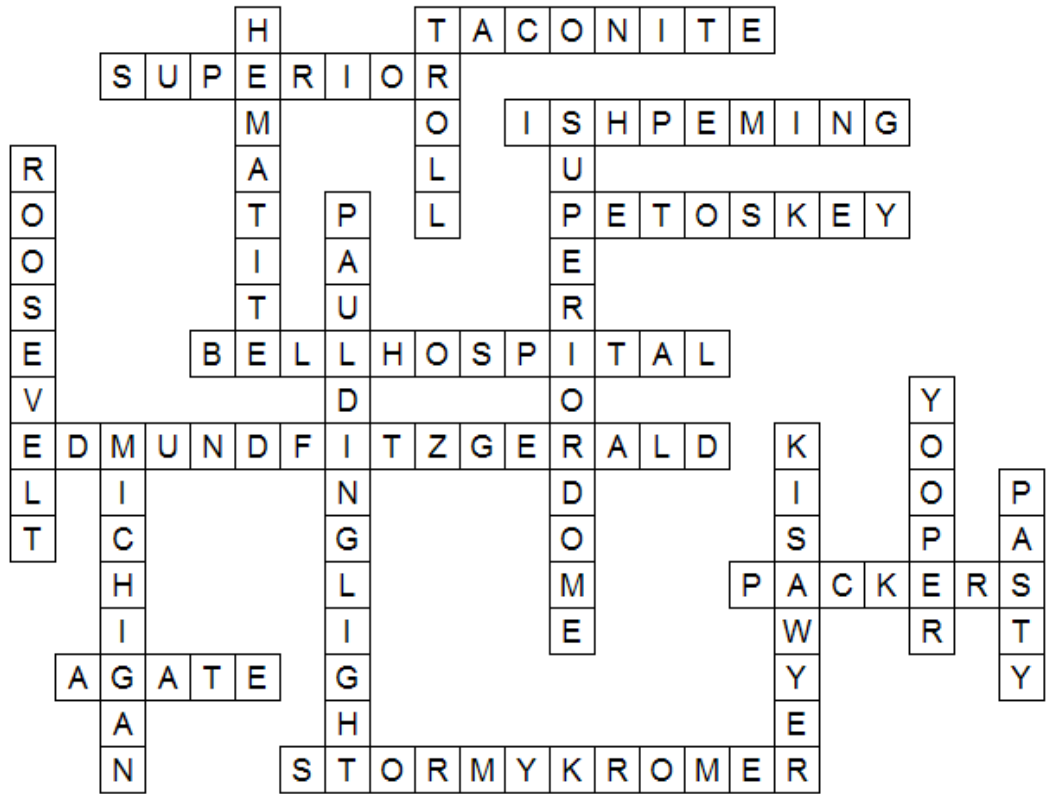 HEMATITE
TACONITE
TROLL
SUPERIOR
ISHPEMING
SUPERIORDOME
ROOSEVELT
PAULDINGLIGHT
PETOSKEY
BELLHOSPITAL
YOOPER
EDMUNDFITZGERALD
MICHIGAN
KISAWYER
PASTY
PACKERS
AGATE
STORMYKROMER